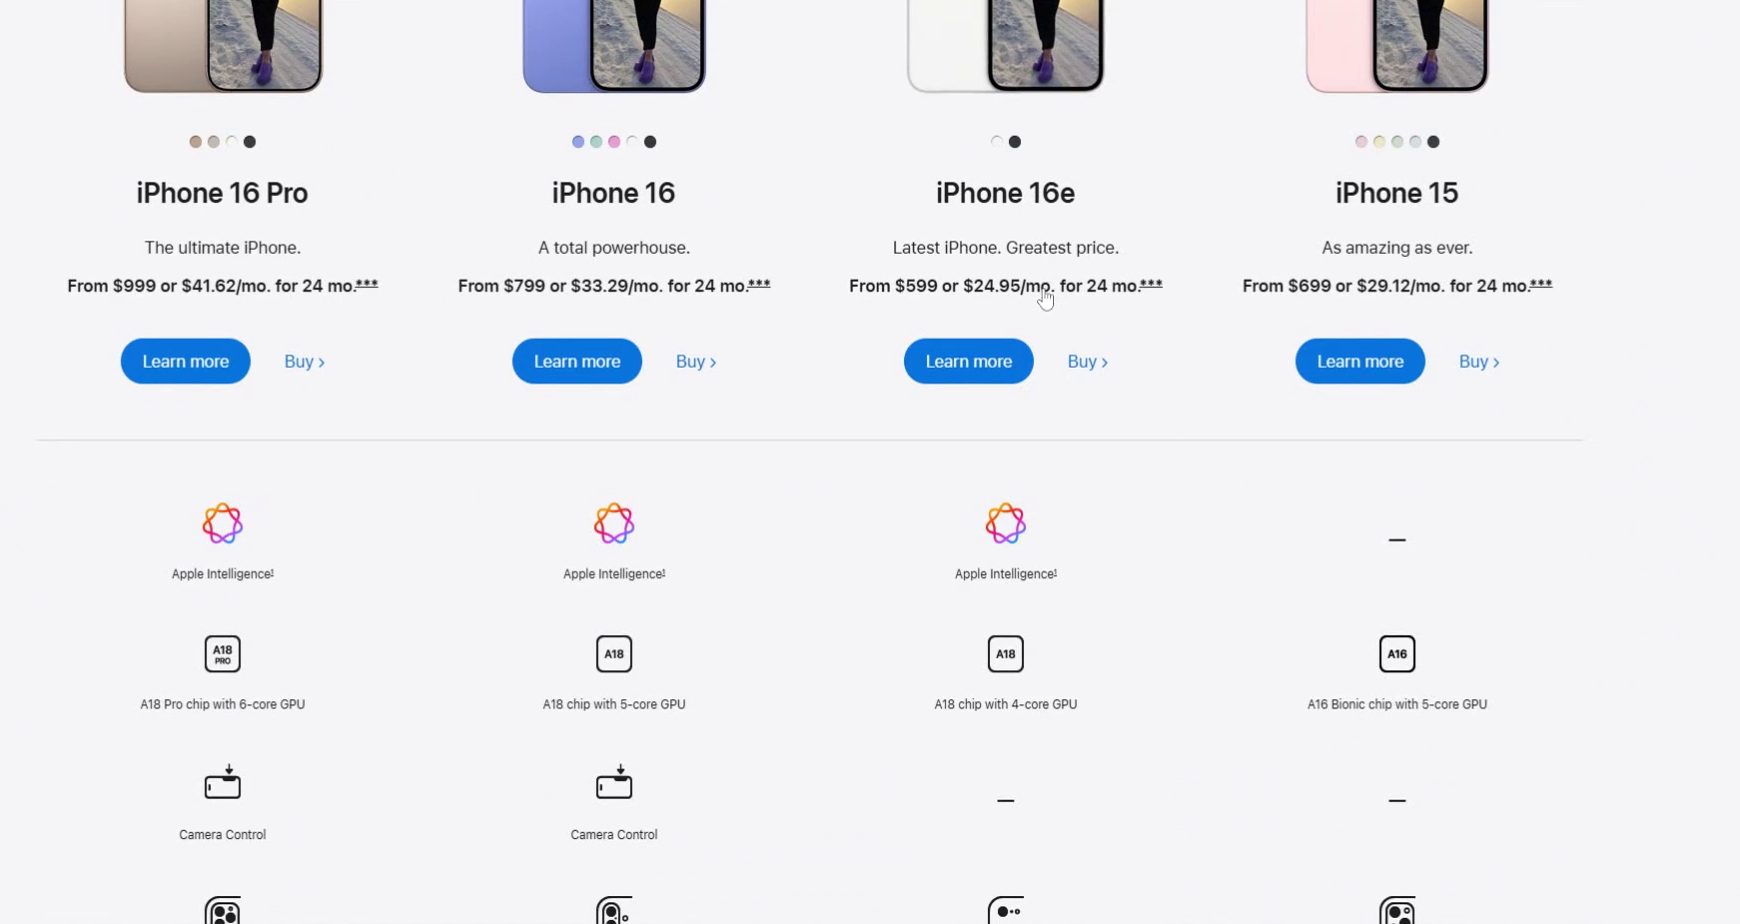 iPhone 16 Pro
The ultimate iPhone.
From $999 or $41.62/mo. for 24 mo.***
Learn more
Buy >
iPhone 16
A total powerhouse.
From $799 or $33.29/mo. for 24 mo.***
Learn more
Buy >
iPhone 16e
Latest iPhone. Greatest price.
From $599 or $24.95/mo. for 24 mo.***
Learn more
Buy >
iPhone 15
As amazing as ever.
From $699 or $29.12/mo. for 24 mo.***
Learn more
Buy >
Apple Intelligence¹
Apple Intelligence¹
Apple Intelligence¹
A18
PRO
A18 Pro chip with 6-core GPU
A18
A18 chip with 5-core GPU
A18
A18 chip with 4-core GPU
A16
A16 Bionic chip with 5-core GPU
Camera Control
Camera Control